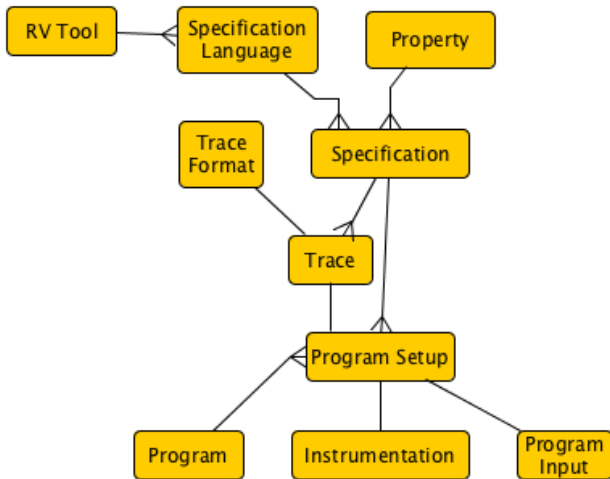 RV Tool
Specification
Language
Property
Trace
Format
Specification
Trace
Program Setup
Program
Instrumentation
Program
Input